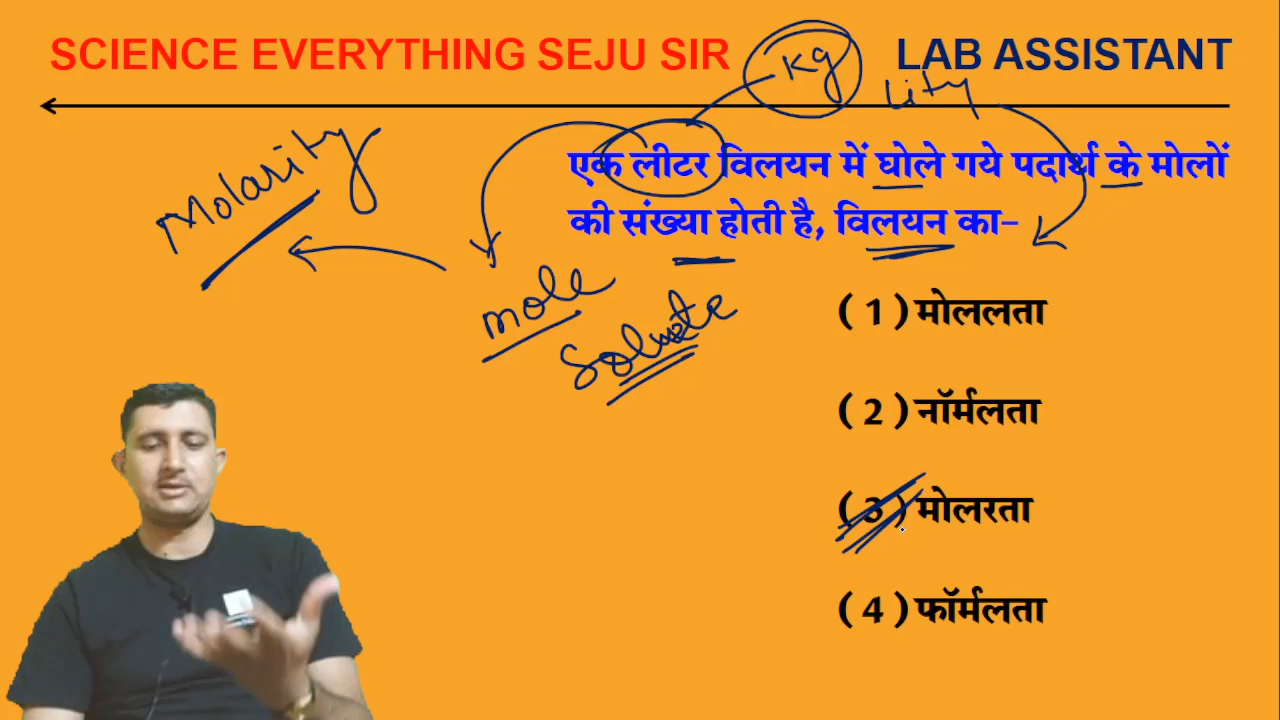 SCIENCE EVERYTHING SEJU SIR
LAB ASSISTANT
kg
lity
Molarity
एक लीटर विलयन में घोले गये पदार्थ के मोलों
की संख्या होती है, विलयन का–
mole
Solute
( 1 ) मोललता
( 2 ) नॉर्मलता
( 3 ) मोलरता
( 4 ) फॉर्मलता